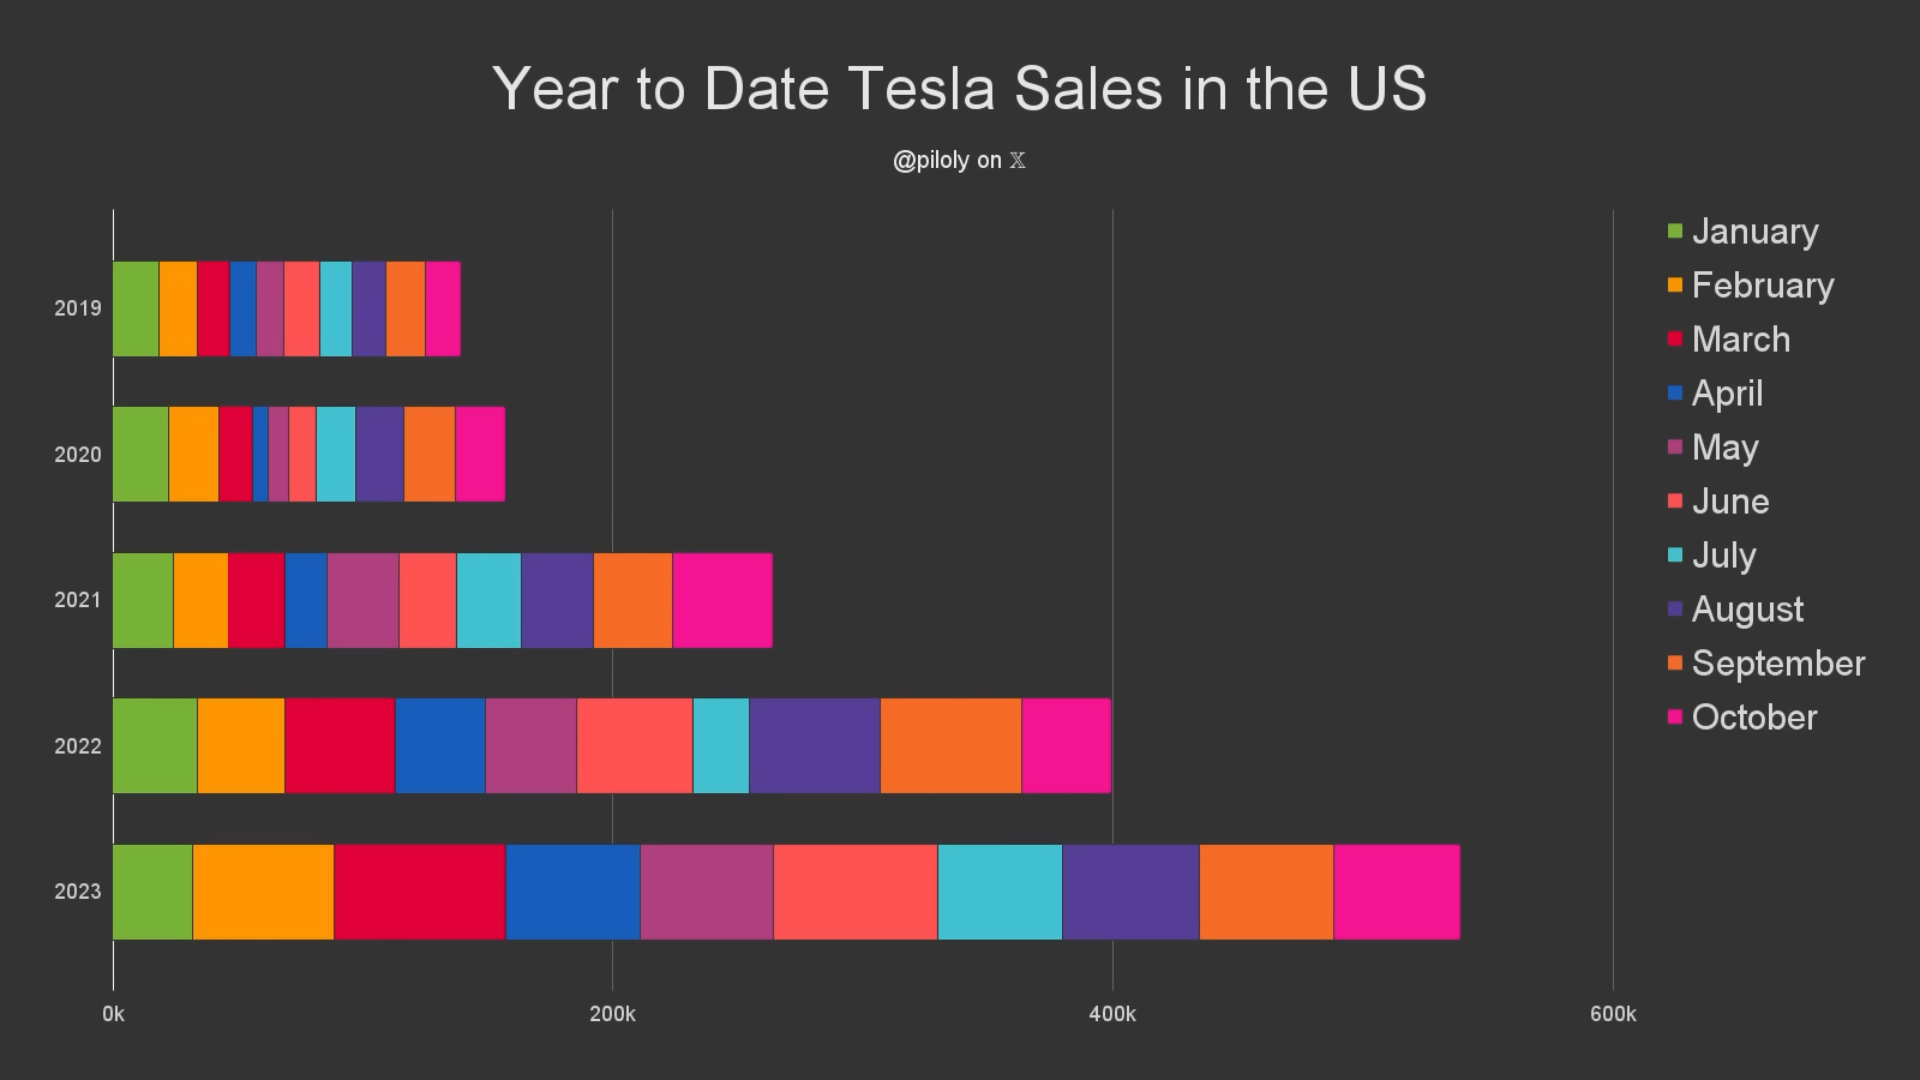 Year to Date Tesla Sales in the US
@piloly on 𝕏
January
February
March
April
May
June
July
August
September
October
2019
2020
2021
2022
2023
0k 200k 400k 600k